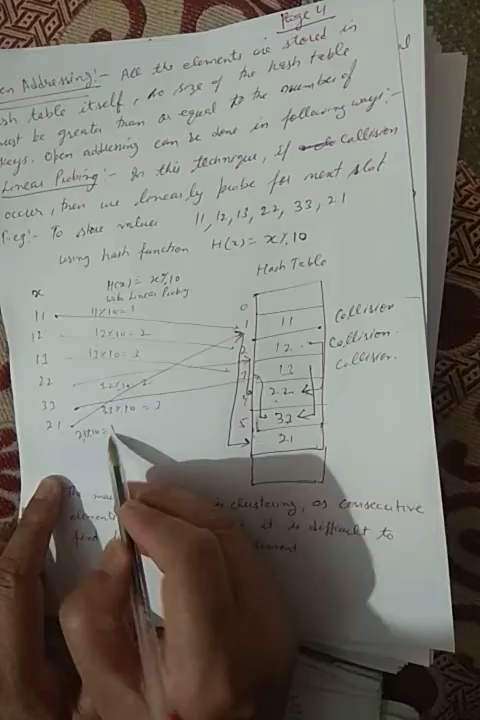 Page 4
en Addressing:- All the elements are stored in
sh table itself, so size of the hash table
must be greater than or equal to the number of
keys. Open addressing can be done in following ways:-
Linear Probing:- In this technique, if collision
occur, then we linearly probe for next slot
e.g:- To store values 11, 12, 13, 22, 33, 21
using hash function H(x) = x%10
H(x) = x%10
with Linear Probing
Hash Table
x
0
11 11%10 = 1 1 11 Collision
12 12%10 = 2 2 12 Collision.
13 13%10 = 3 13 Collision.
22 22
33 33%10 = 3 5
21 21%10 = 1 21
is clustering, as consecutive
it is difficult to
find